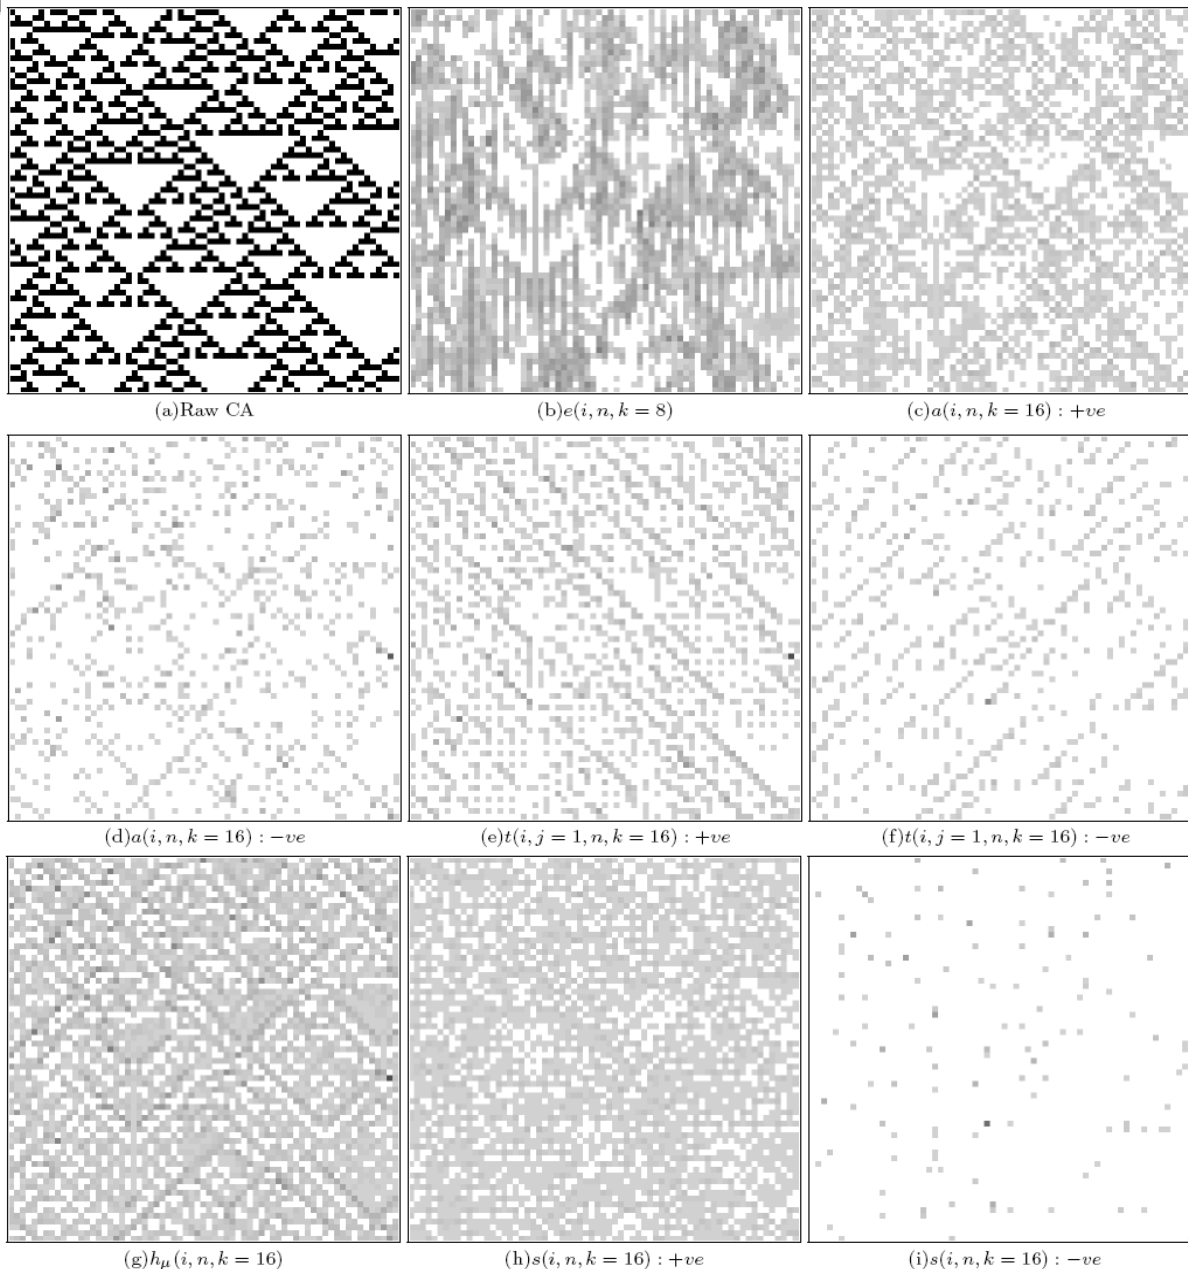 (a)Raw CA
(b)e(i, n, k = 8)
(c)a(i, n, k = 16) : +ve
(d)a(i, n, k = 16) : −ve
(e)t(i, j = 1, n, k = 16) : +ve
(f)t(i, j = 1, n, k = 16) : −ve
(g)hμ(i, n, k = 16)
(h)s(i, n, k = 16) : +ve
(i)s(i, n, k = 16) : −ve